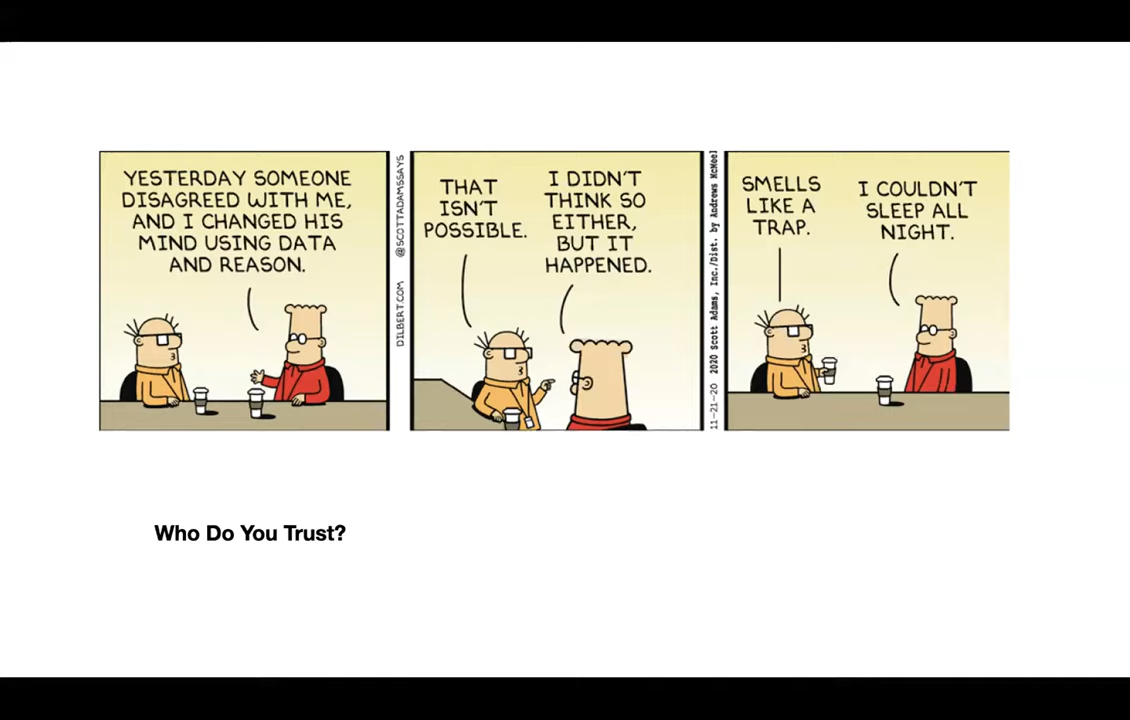 YESTERDAY SOMEONE
DISAGREED WITH ME,
AND I CHANGED HIS
MIND USING DATA
AND REASON.
DILBERT.COM @SCOTTADAMSSAYS
THAT
ISN'T
POSSIBLE.
I DIDN'T
THINK SO
EITHER,
BUT IT
HAPPENED.
11-21-20 2020 Scott Adams, Inc./Dist. by Andrews McMeel
SMELLS
LIKE A
TRAP.
I COULDN'T
SLEEP ALL
NIGHT.
Who Do You Trust?